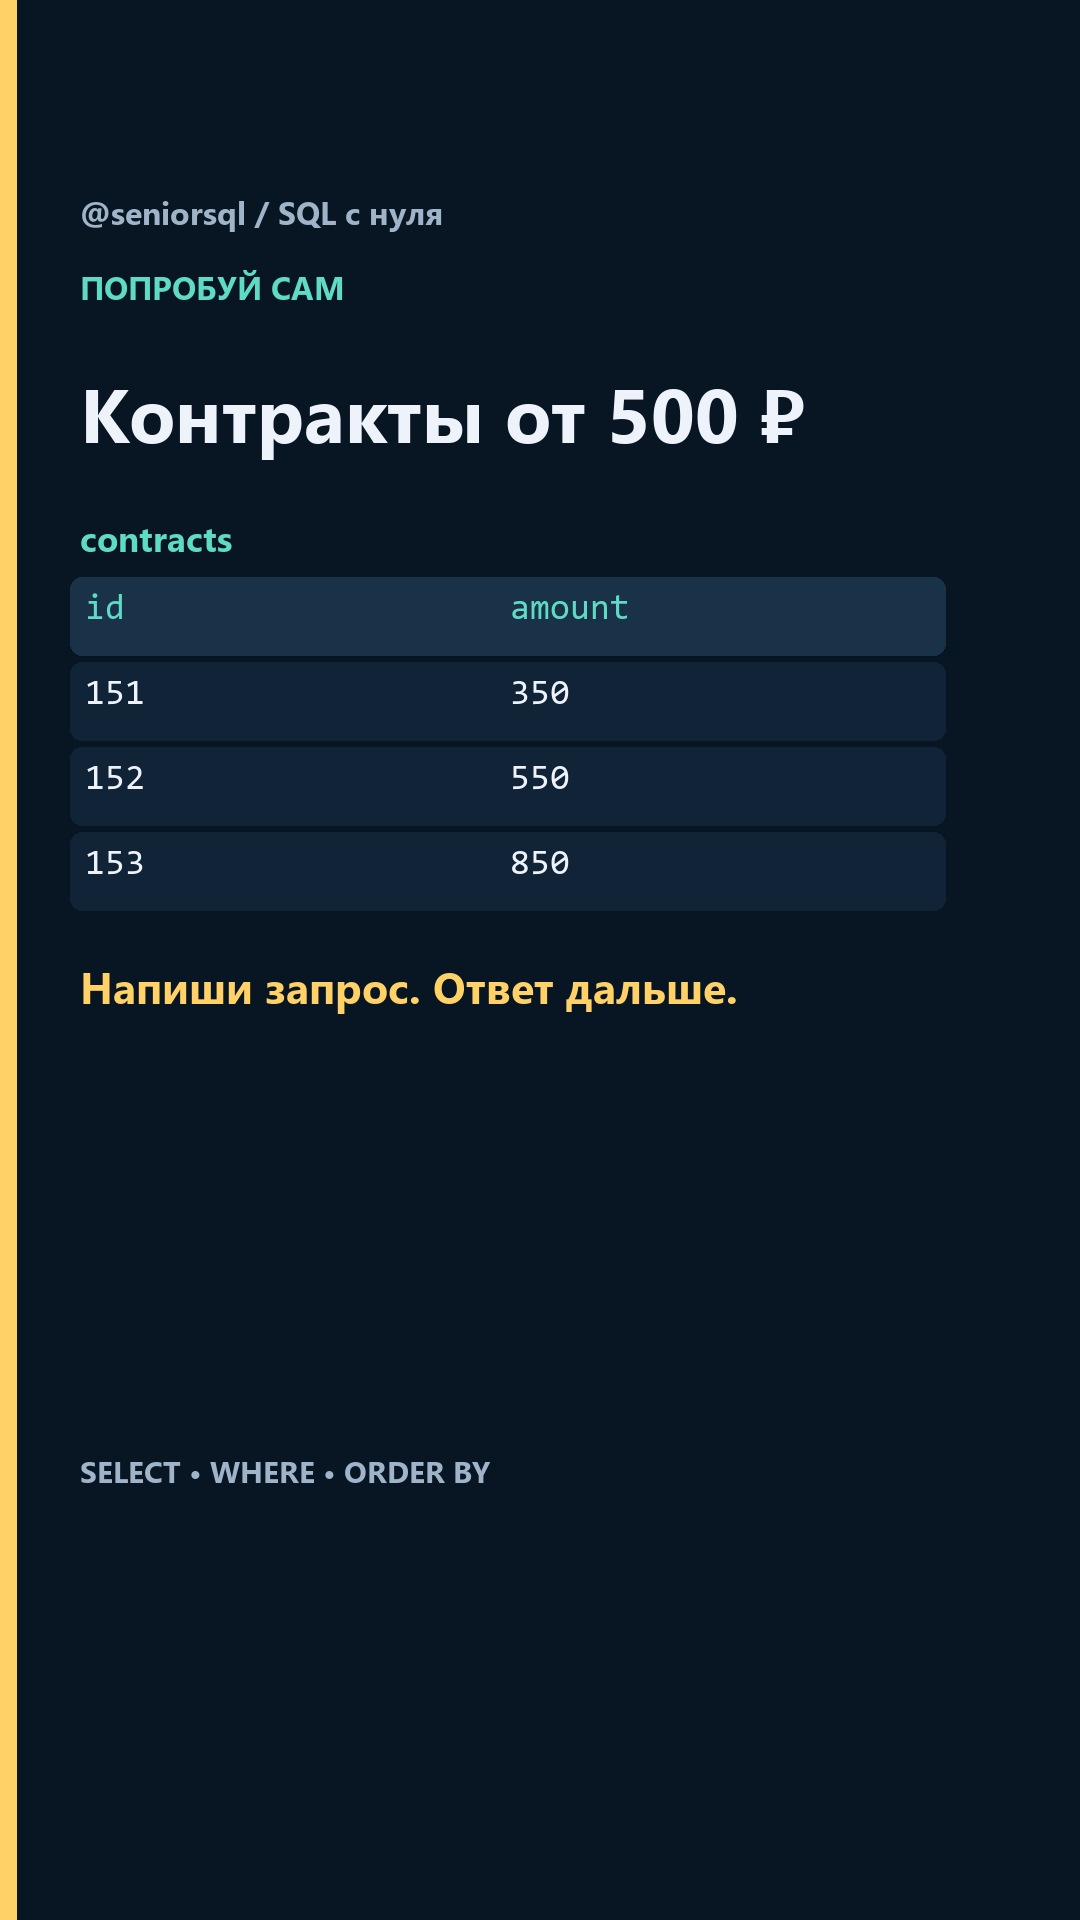 @seniorsql / SQL с нуля
ПОПРОБУЙ САМ
Контракты от 500 ₽
contracts
id amount
151 350
152 550
153 850
Напиши запрос. Ответ дальше.
SELECT • WHERE • ORDER BY